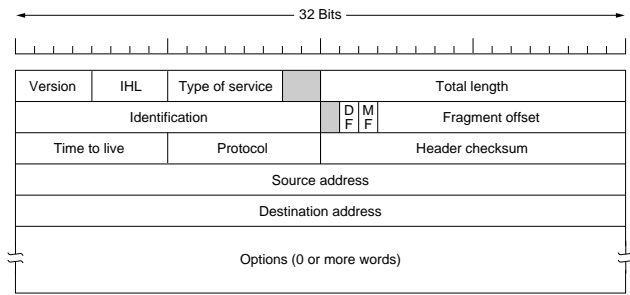 32 Bits
Version IHL Type of service Total length
Identification D F M F Fragment offset
Time to live Protocol Header checksum
Source address
Destination address
Options (0 or more words)